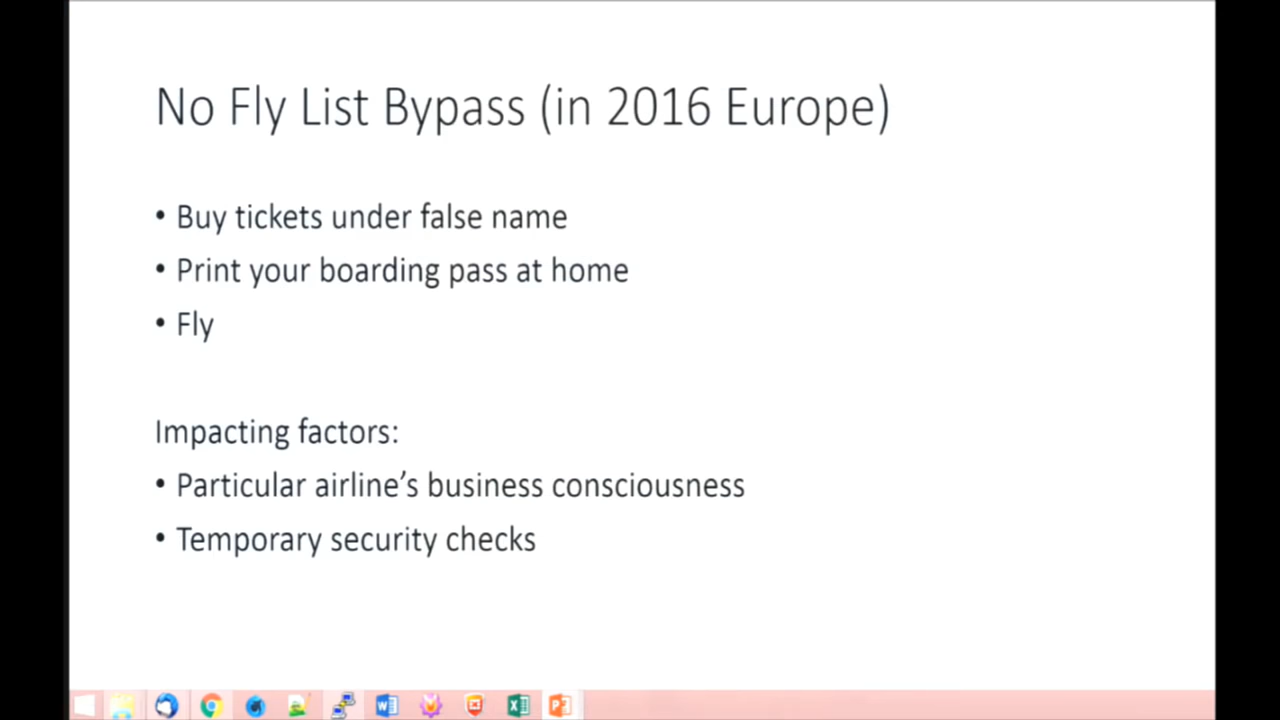 No Fly List Bypass (in 2016 Europe)
• Buy tickets under false name
• Print your boarding pass at home
• Fly
Impacting factors:
• Particular airline’s business consciousness
• Temporary security checks